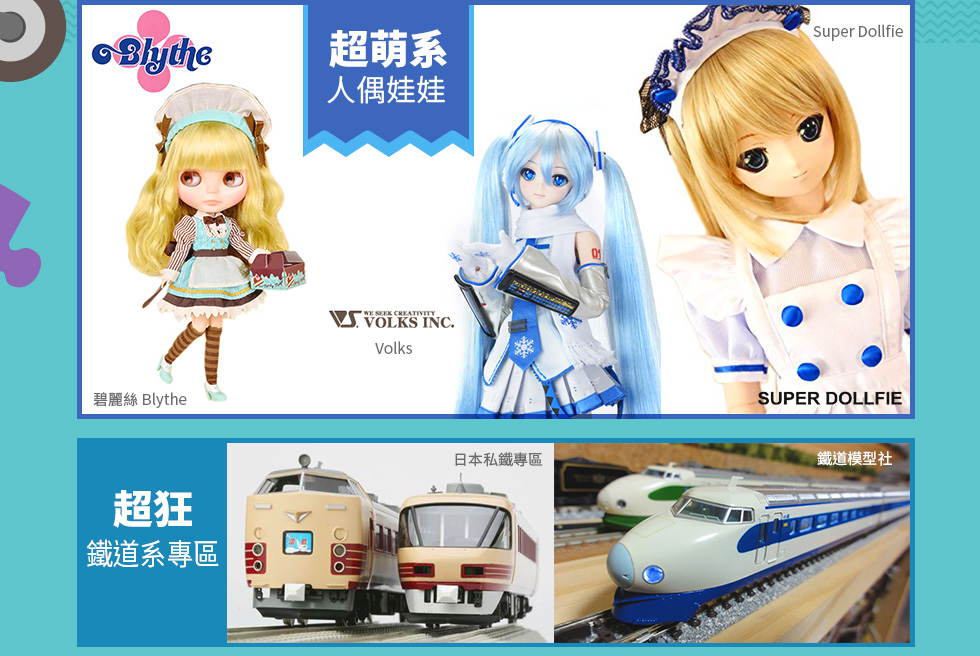 Blythe
超萌系
人偶娃娃
Super Dollfie
01
WE SEEK CREATIVITY
VS. VOLKS INC.
Volks
碧麗絲 Blythe
SUPER DOLLFIE
超狂
鐵道系專區
日本私鐵專區
鐵道模型社